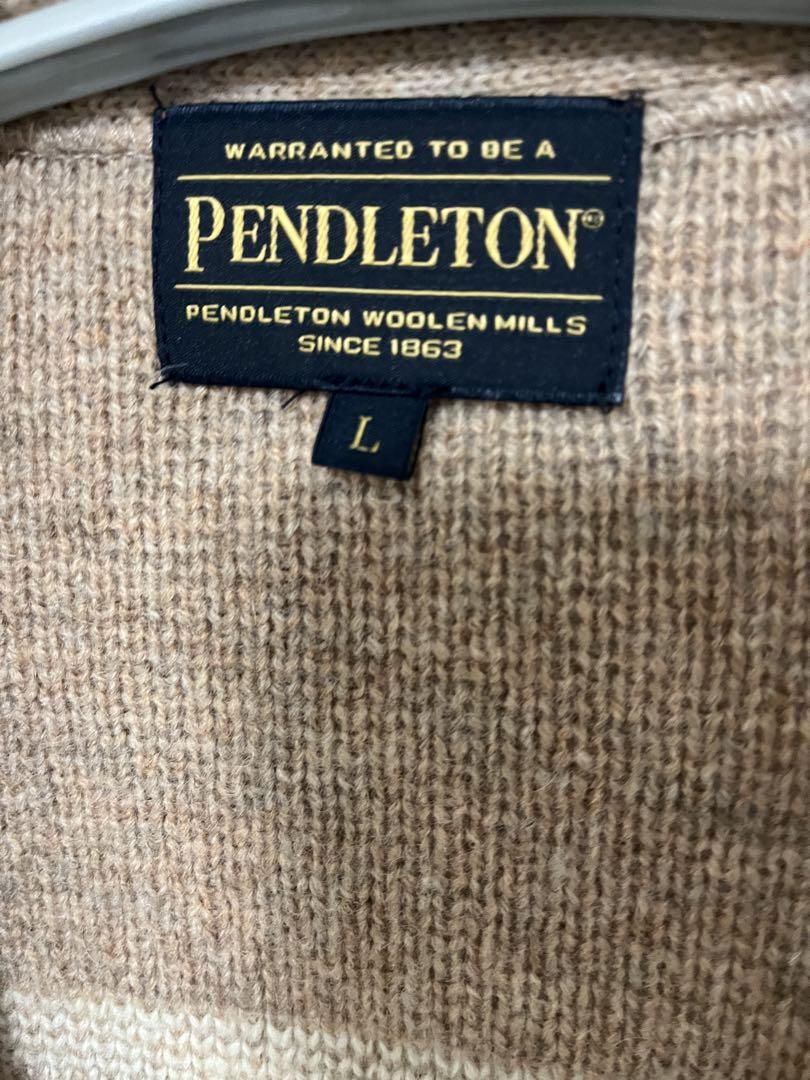 WARRANTED TO BE A
PENDLETON®
PENDLETON WOOLEN MILLS
SINCE 1863
L